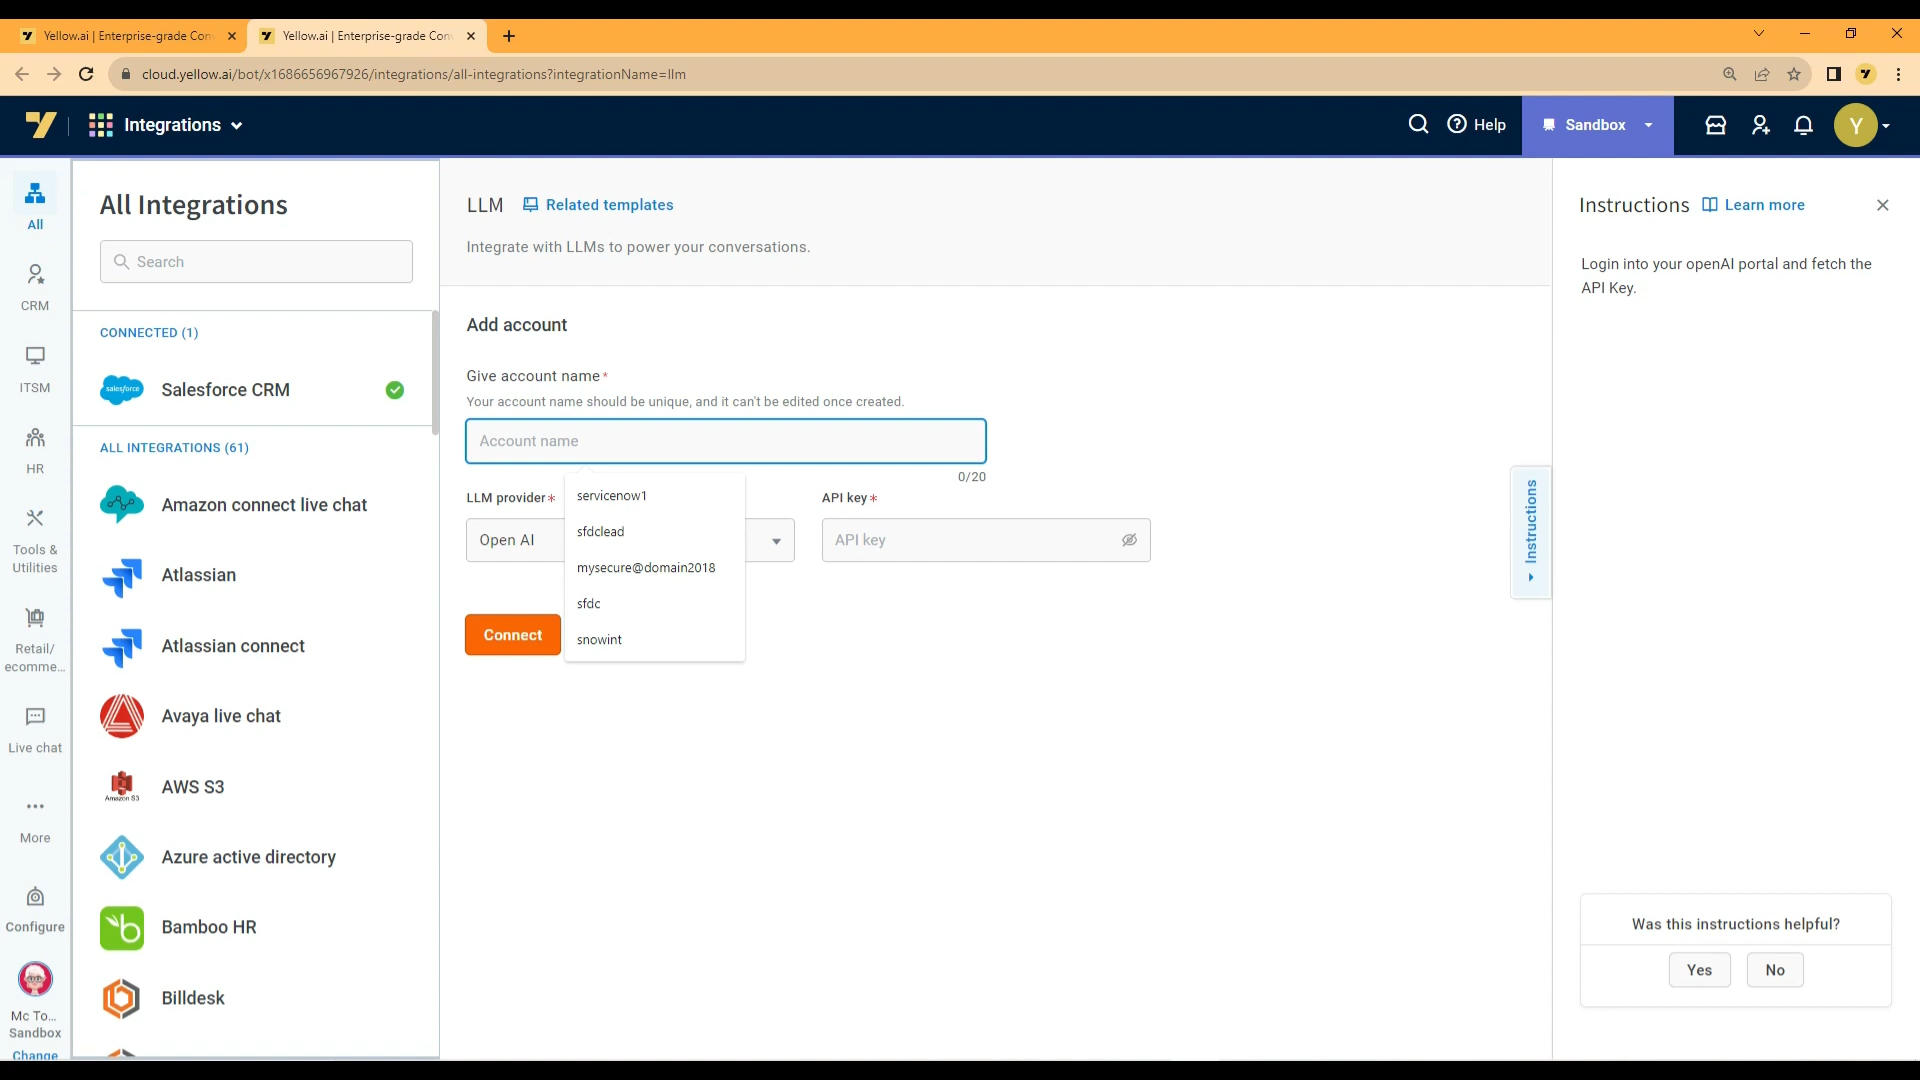 Yellow.ai | Enterprise-grade Con
Yellow.ai | Enterprise-grade Con
cloud.yellow.ai/bot/x1686656967926/integrations/all-integrations?integrationName=llm
Integrations
Help
Sandbox
Y
All
CRM
ITSM
HR
Tools &
Utilities
Retail/
ecomme...
Live chat
More
Configure
Mc To...
Sandbox
Change
All Integrations
Search
CONNECTED (1)
salesforce
Salesforce CRM
ALL INTEGRATIONS (61)
Amazon connect live chat
Atlassian
Atlassian connect
Avaya live chat
Amazon S3
AWS S3
Azure active directory
Bamboo HR
Billdesk
LLM
Related templates
Integrate with LLMs to power your conversations.
Add account
Give account name*
Your account name should be unique, and it can't be edited once created.
Account name
0/20
LLM provider*
Open AI
API key*
API key
servicenow1
sfdclead
mysecure@domain2018
sfdc
snowint
Connect
Instructions
Instructions
Learn more
Login into your openAI portal and fetch the
API Key.
Was this instructions helpful?
Yes
No